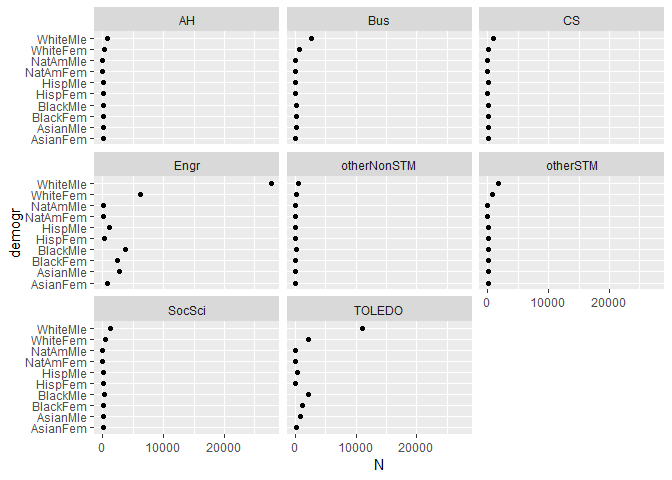 AH
Bus
CS
WhiteMle
WhiteFem
NatAmMle
NatAmFem
HispMle
HispFem
BlackMle
BlackFem
AsianMle
AsianFem
Engr
otherNonSTM
otherSTM
WhiteMle
WhiteFem
NatAmMle
NatAmFem
HispMle
HispFem
BlackMle
BlackFem
AsianMle
AsianFem
demogr
0 10000 20000
SocSci
TOLEDO
WhiteMle
WhiteFem
NatAmMle
NatAmFem
HispMle
HispFem
BlackMle
BlackFem
AsianMle
AsianFem
0 10000 20000
0 10000 20000
N